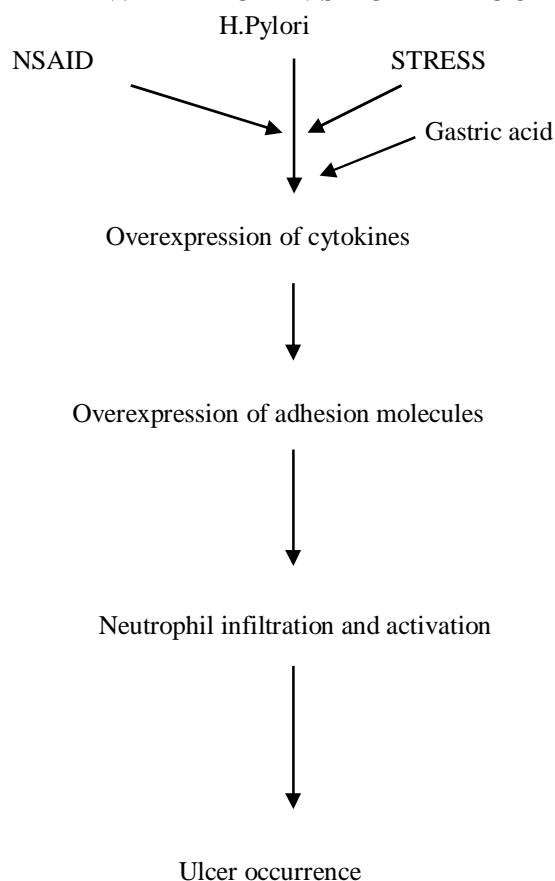 H.Pylori
NSAID STRESS
Gastric acid
Overexpression of cytokines
Overexpression of adhesion molecules
Neutrophil infiltration and activation
Ulcer occurrence